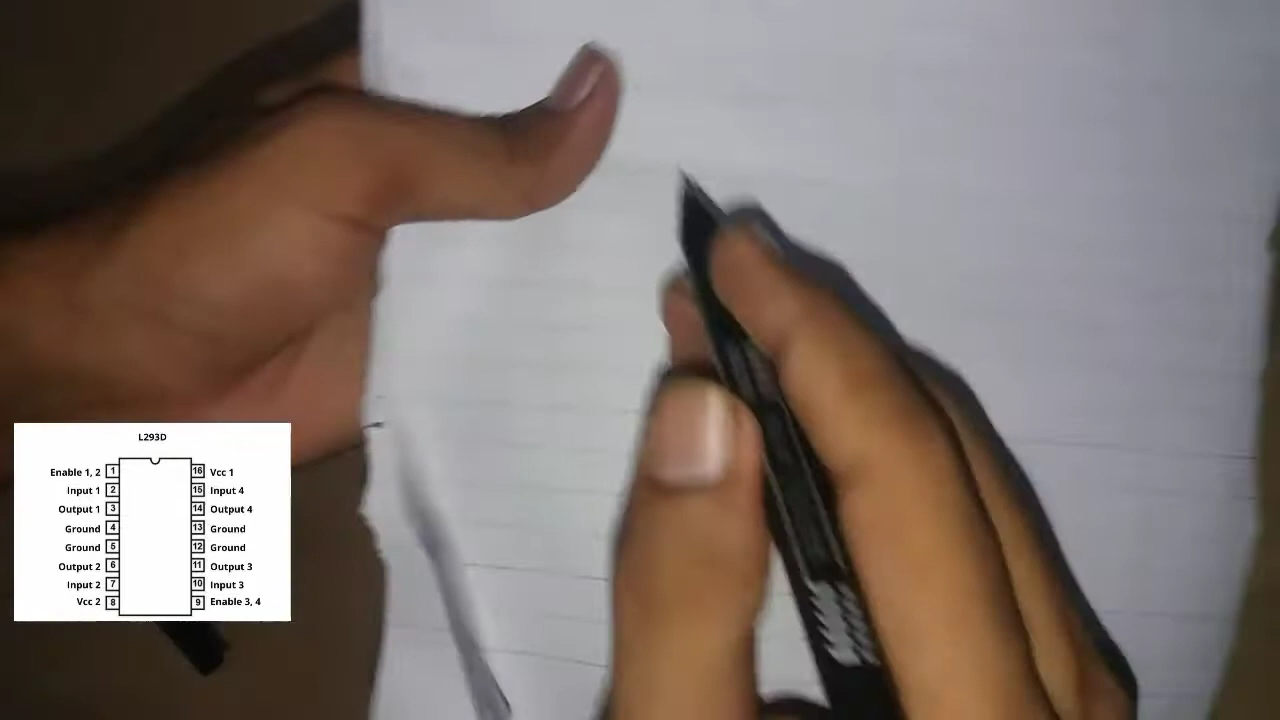 L293D
Enable 1, 2 1 16 Vcc 1
Input 1 2 15 Input 4
Output 1 3 14 Output 4
Ground 4 13 Ground
Ground 5 12 Ground
Output 2 6 11 Output 3
Input 2 7 10 Input 3
Vcc 2 8 9 Enable 3, 4